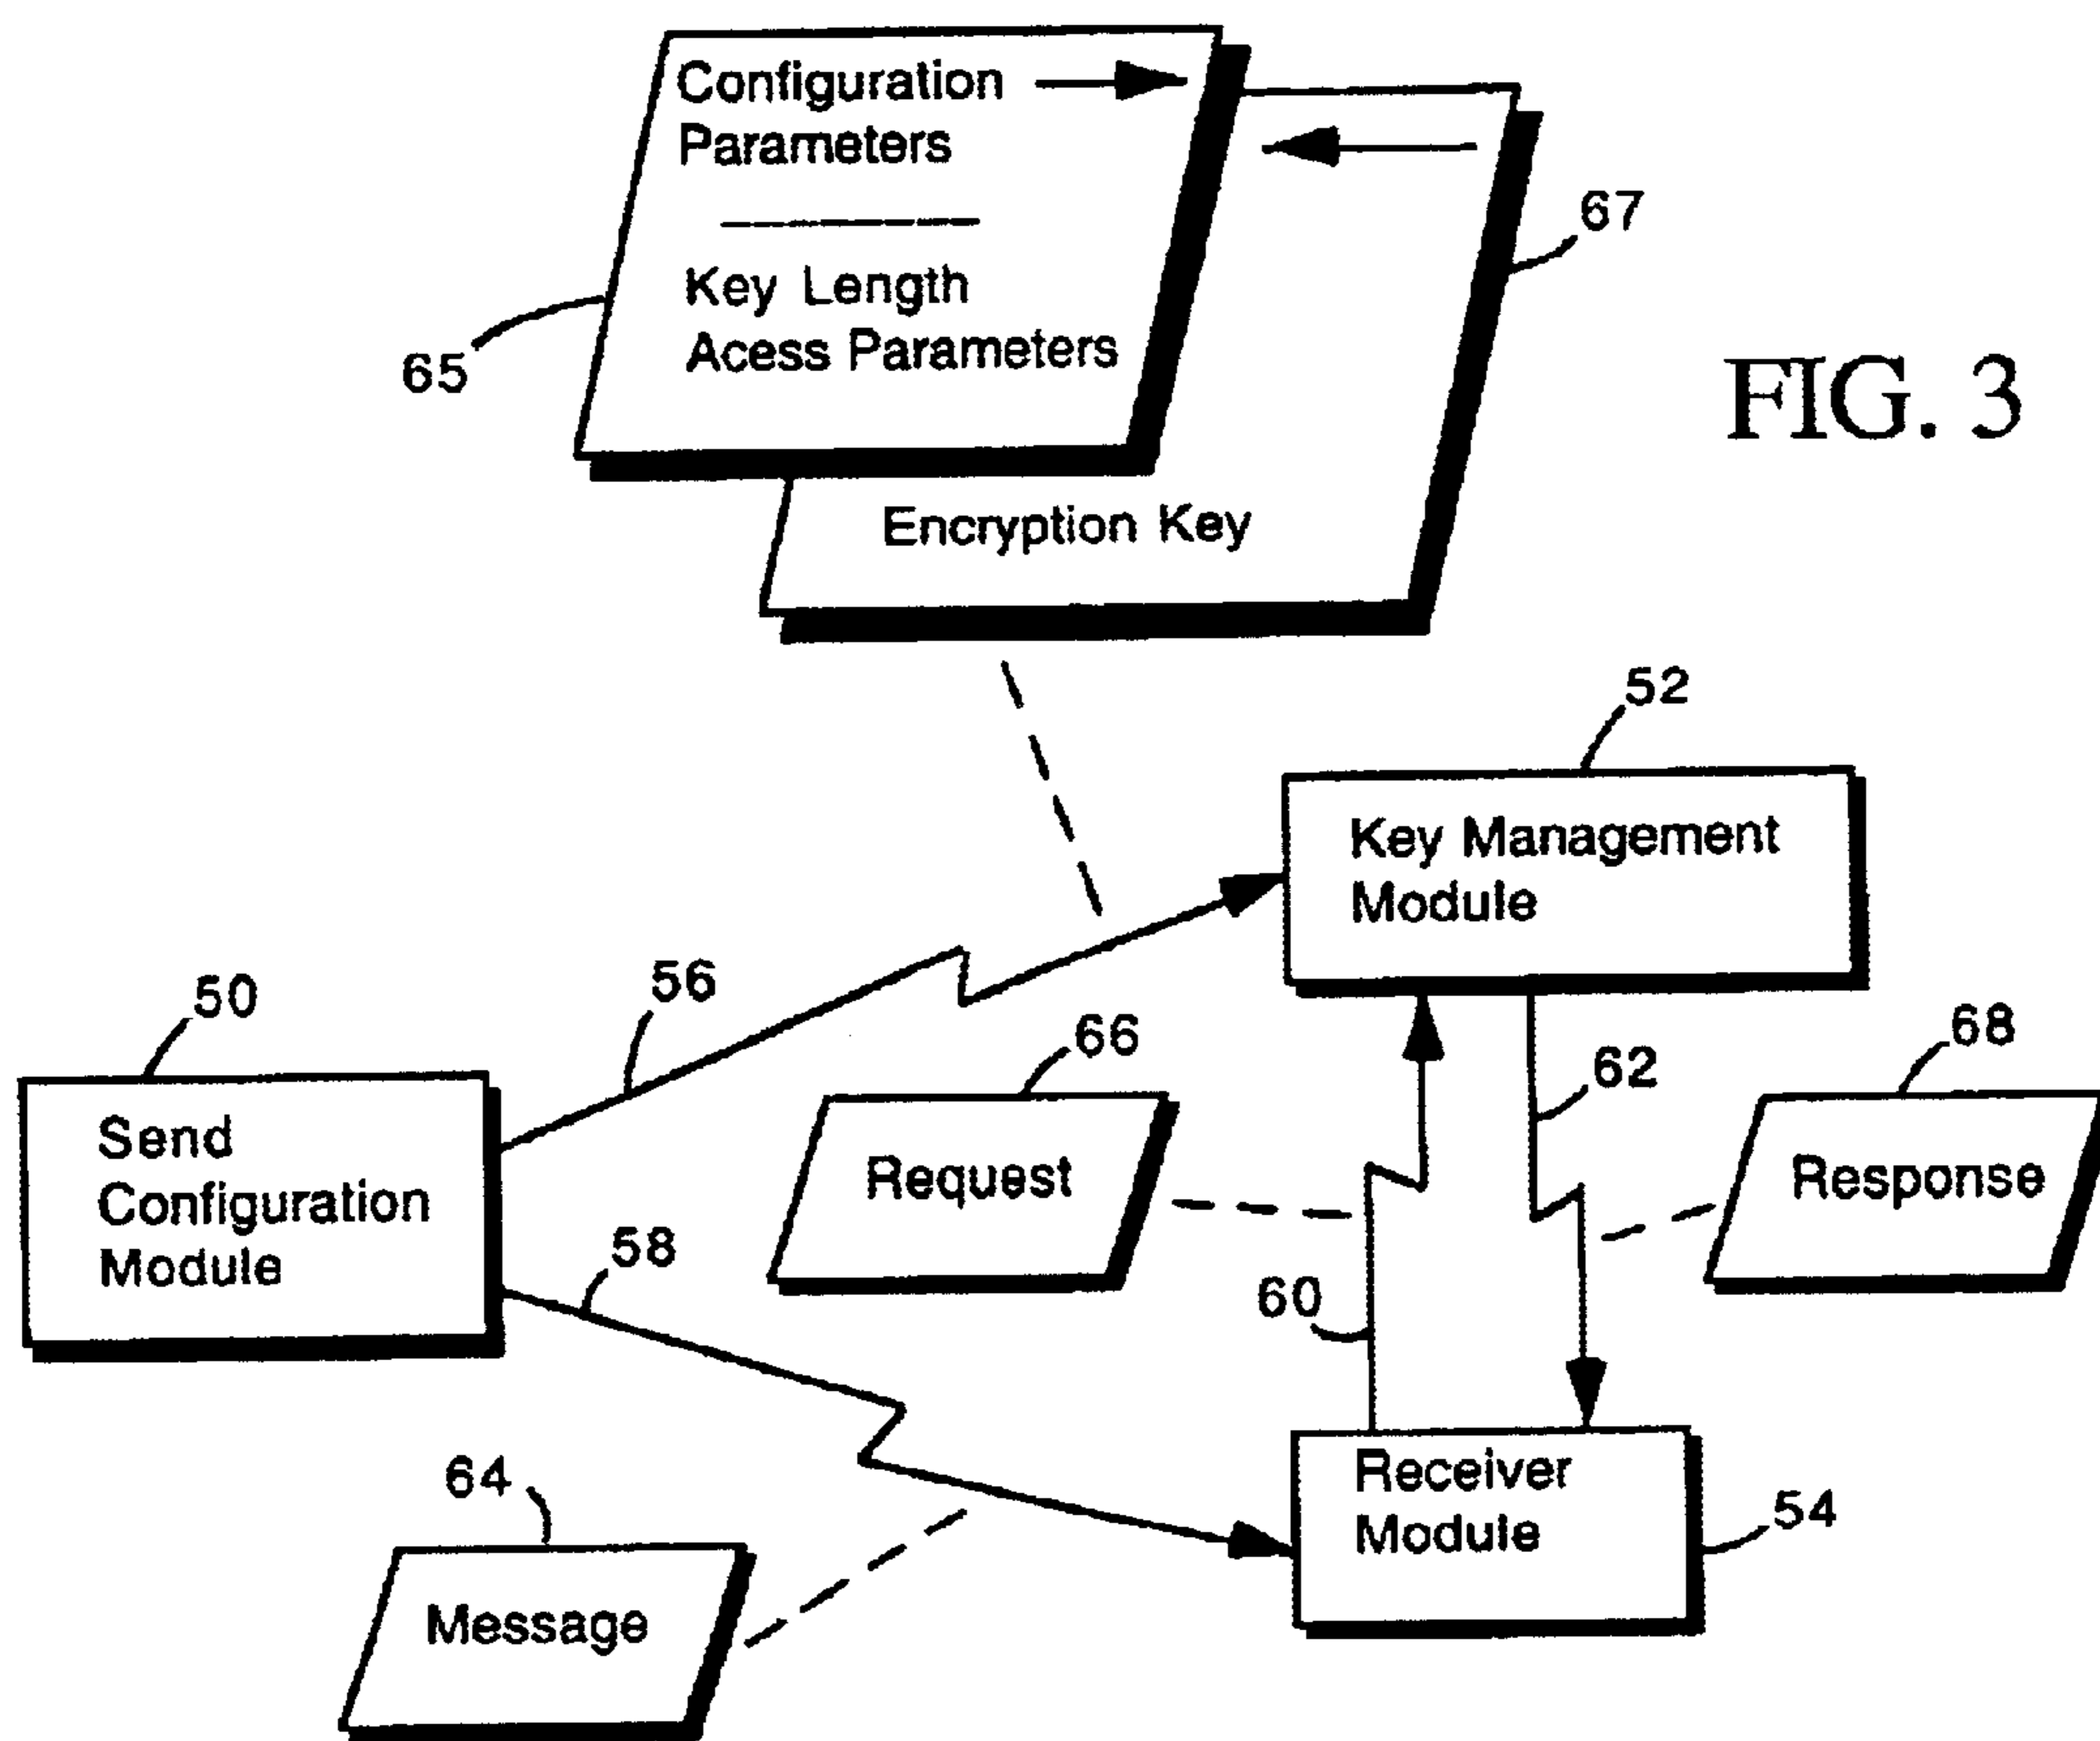 Configuration
Parameters
67
Key Length
Acess Parameters
65
FIG. 3
Encryption Key
52
Key Management
Module
56
50
66
68
62
Send
Configuration
Module
Request
Response
58
60
64
Receiver
Module
54
Message